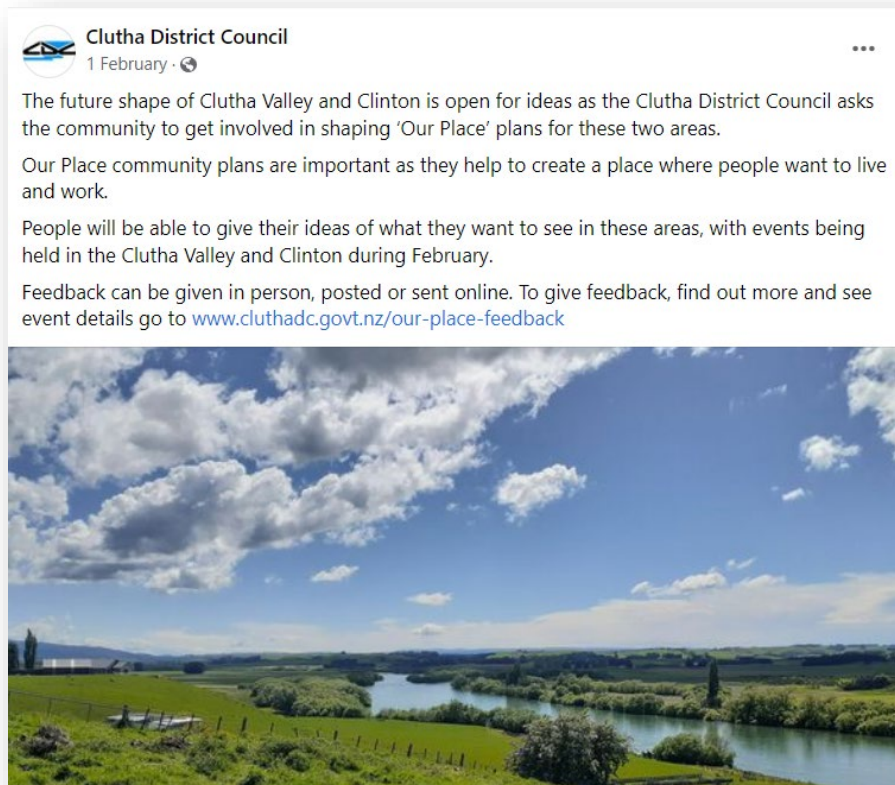 CDC
Clutha District Council
1 February ·
The future shape of Clutha Valley and Clinton is open for ideas as the Clutha District Council asks
the community to get involved in shaping ‘Our Place’ plans for these two areas.
Our Place community plans are important as they help to create a place where people want to live
and work.
People will be able to give their ideas of what they want to see in these areas, with events being
held in the Clutha Valley and Clinton during February.
Feedback can be given in person, posted or sent online. To give feedback, find out more and see
event details go to www.cluthadc.govt.nz/our-place-feedback